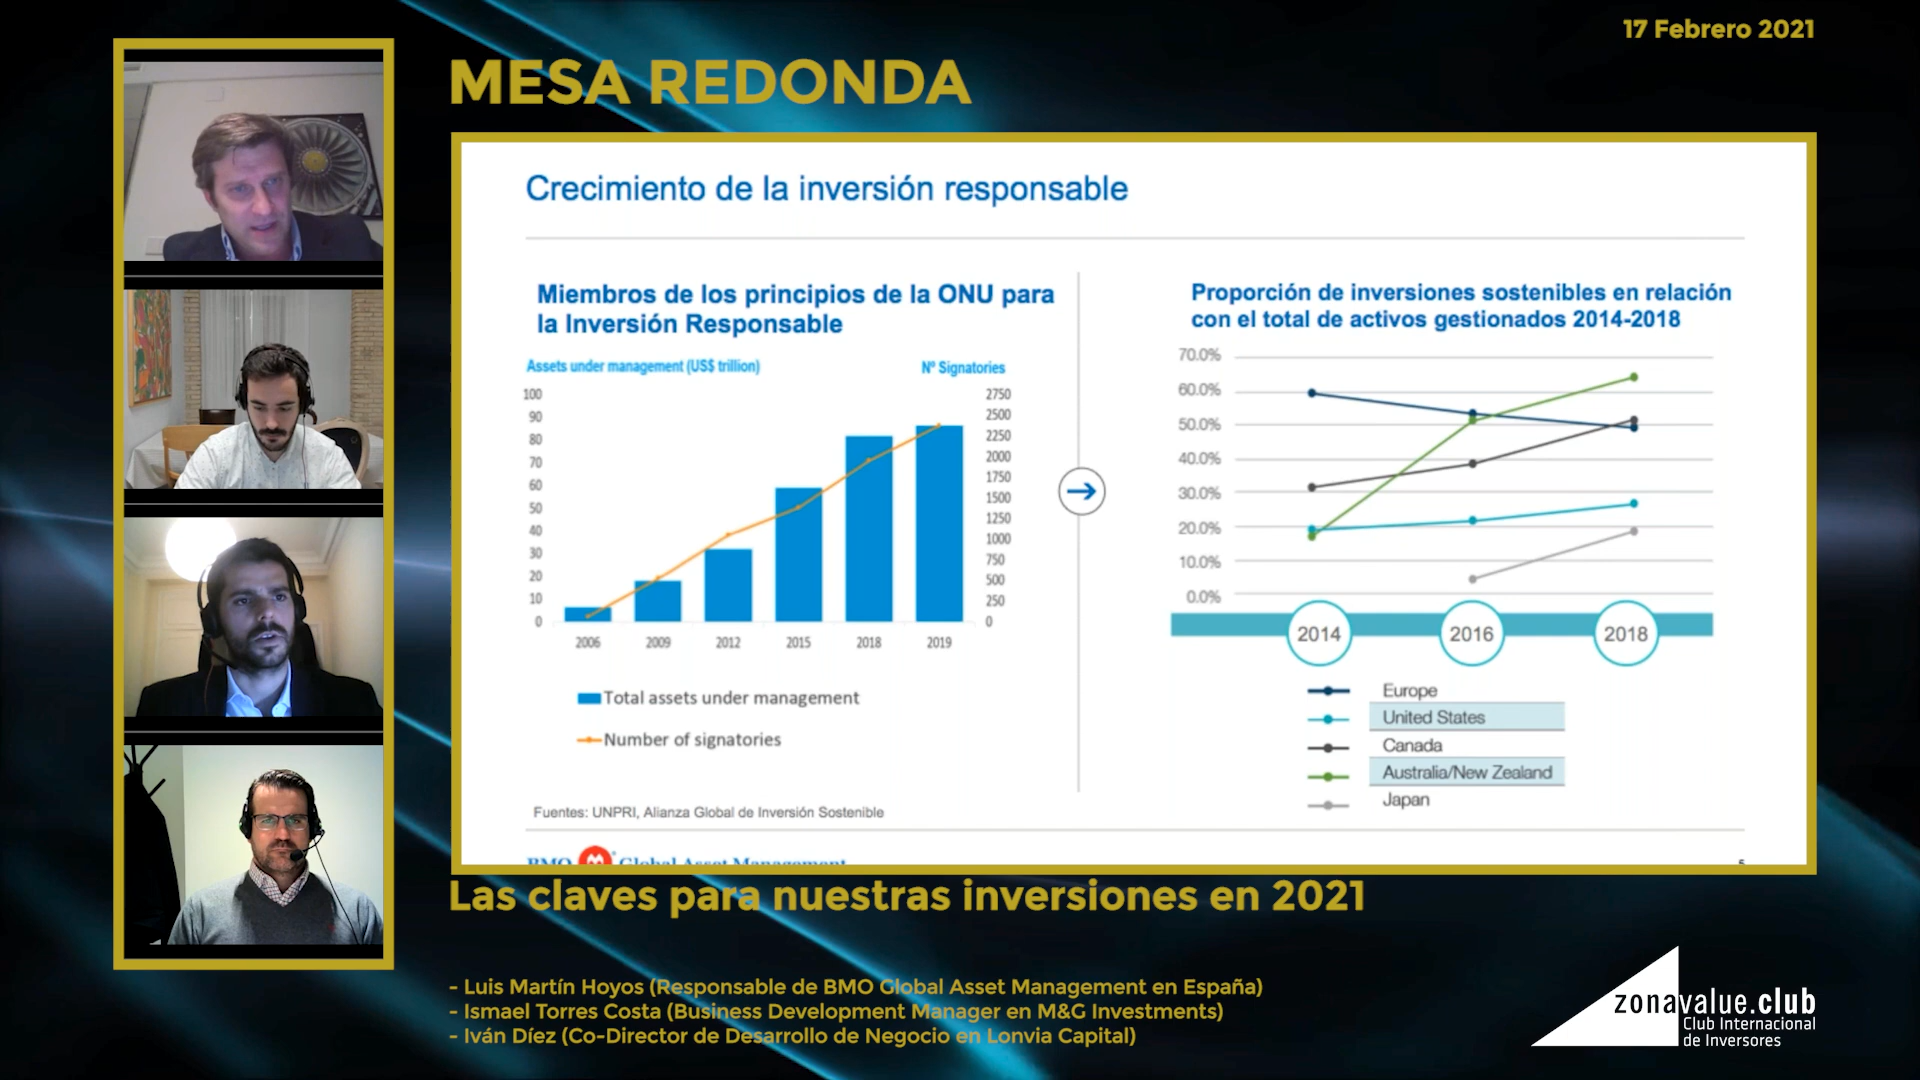 17 Febrero 2021
MESA REDONDA
Crecimiento de la inversión responsable
Miembros de los principios de la ONU para
la Inversión Responsable
Assets under management (US$ trillion)
Nº Signatories
100
90
80
70
60
50
40
30
20
10
0
2750
2500
2250
2000
1750
1500
1250
1000
750
500
250
0
2006 2009 2012 2015 2018 2019
Total assets under management
Number of signatories
Fuentes: UNPRI, Alianza Global de Inversión Sostenible
Proporción de inversiones sostenibles en relación
con el total de activos gestionados 2014-2018
70.0%
60.0%
50.0%
40.0%
30.0%
20.0%
10.0%
0.0%
2014 2016 2018
Europe
United States
Canada
Australia/New Zealand
Japan
BMO Global Asset Management
5
Las claves para nuestras inversiones en 2021
- Luis Martín Hoyos (Responsable de BMO Global Asset Management en España)
- Ismael Torres Costa (Business Development Manager en M&G Investments)
- Iván Díez (Co-Director de Desarrollo de Negocio en Lonvia Capital)
zonavalue.club
Club Internacional
de Inversores